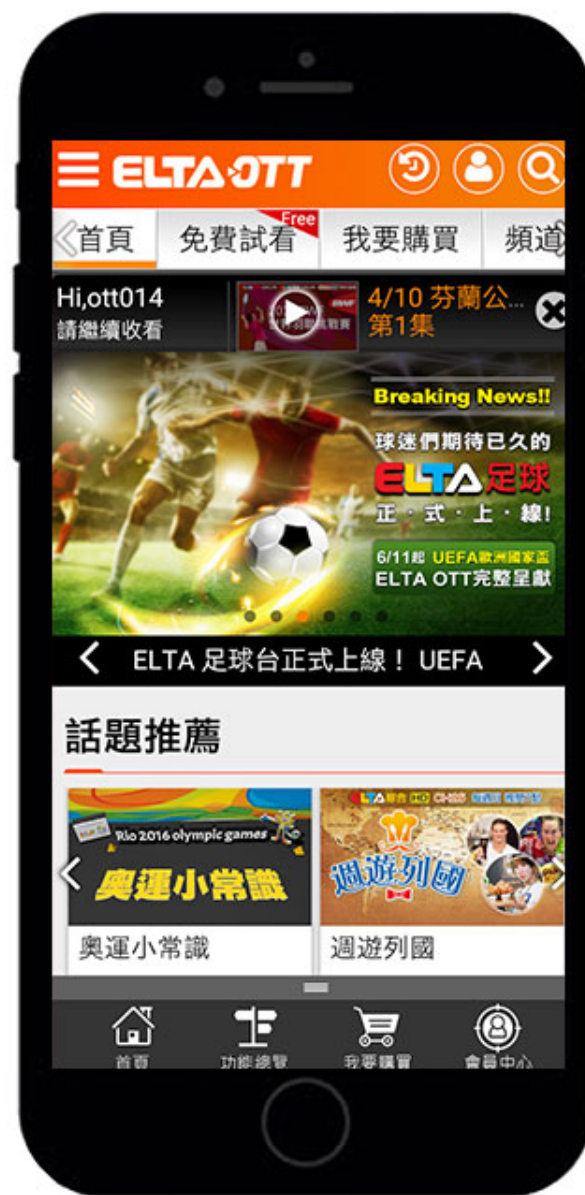 ELTA OTT
首頁
免費試看
Free
我要購買
頻道
Hi,ott014
請繼續收看
4/10 芬蘭公...
第1集
Breaking News!!
球迷們期待已久的
ELTA足球
正·式·上·線!
6/11起 UEFA歐洲國家盃
ELTA OTT完整呈獻
ELTA 足球台正式上線！ UEFA
話題推薦
Rio 2016 olympic games
奧運小常識
週遊列國
奧運小常識
週遊列國
首頁
功能總覽
我要購買
會員中心